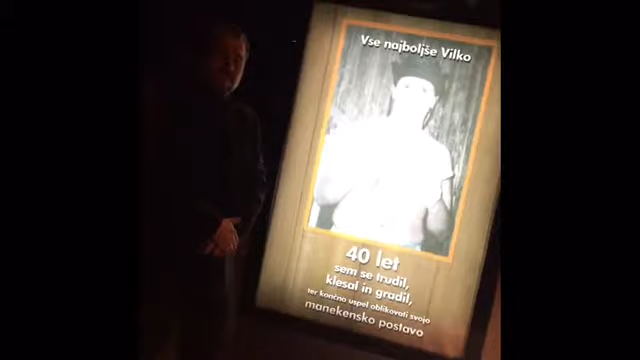 Vse najboljše Vilko
40 let
sem se trudil,
klesal in gradil,
ter končno uspel oblikovati svojo
manekensko postavo